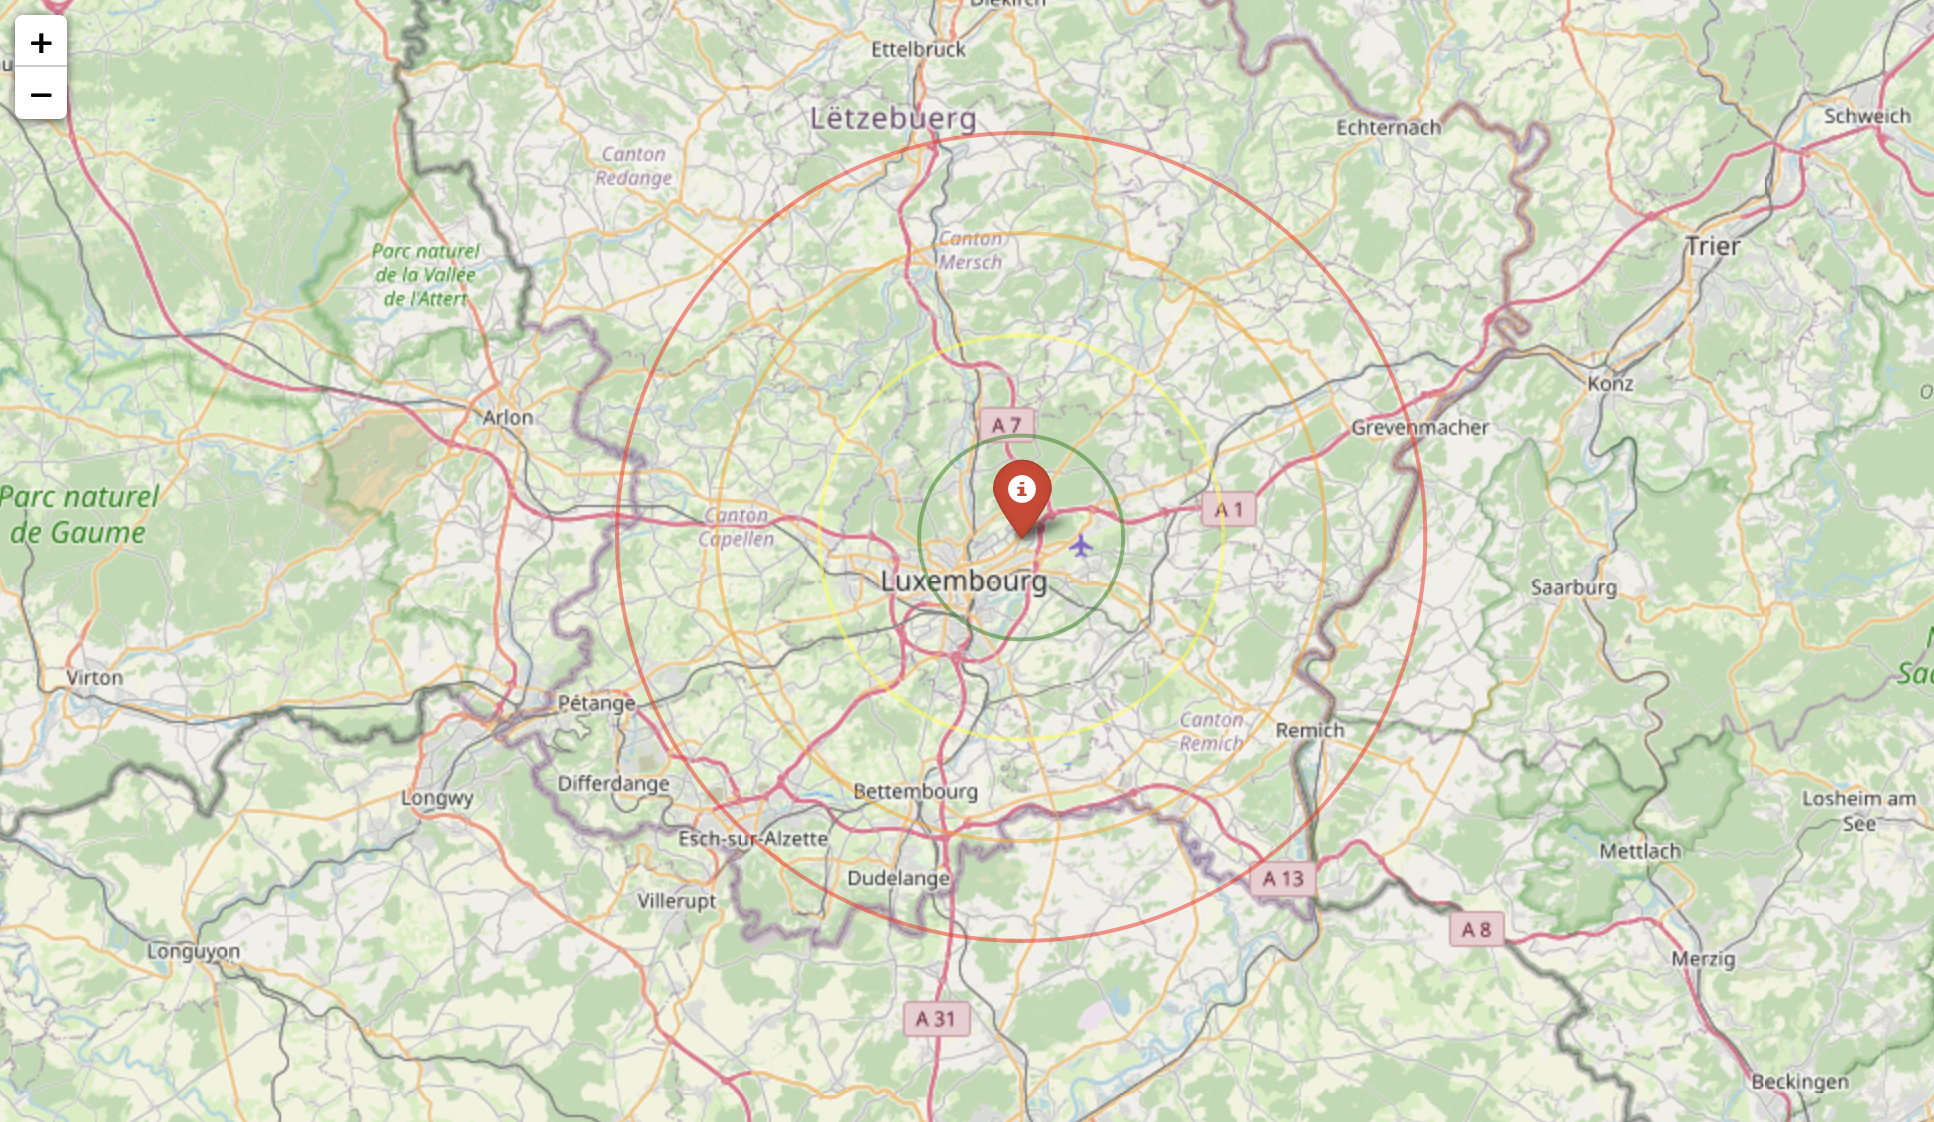 +
−
Ettelbruck
Lëtzebuerg
Canton
Redange
Echternach
Schweich
Parc naturel
de la Vallée
de l'Attert
Canton
Mersch
Trier
Konz
Arlon
A 7
Grevenmacher
Parc naturel
de Gaume
Canton
Capellen
A 1
Luxembourg
Saarburg
Virton
Pétange
Canton
Remich
Remich
Differdange
Bettembourg
Longwy
Losheim am
See
Esch-sur-Alzette
Mettlach
Dudelange
A 13
Villerupt
A 8
Longuyon
Merzig
A 31
Beckingen